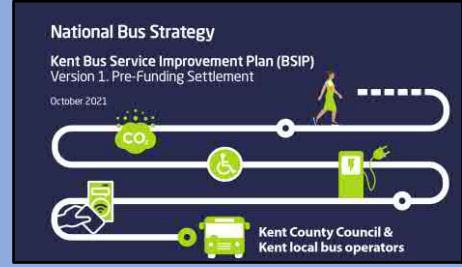 National Bus Strategy
Kent Bus Service Improvement Plan (BSIP)
Version 1. Pre-Funding Settlement
October 2021
CO₂
Kent County Council &
Kent local bus operators